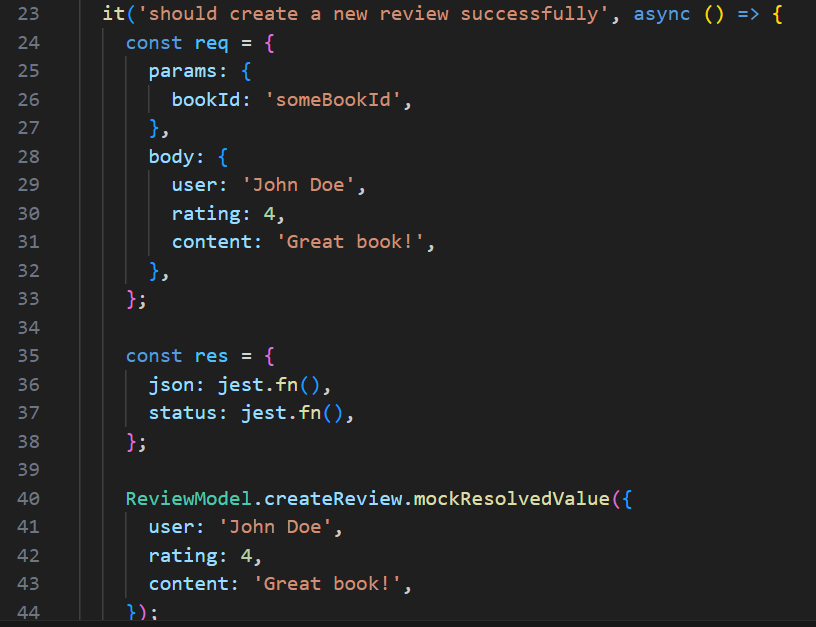 23 it('should create a new review successfully', async () => {
24 const req = {
25 params: {
26 bookId: 'someBookId',
27 },
28 body: {
29 user: 'John Doe',
30 rating: 4,
31 content: 'Great book!',
32 },
33 };
34
35 const res = {
36 json: jest.fn(),
37 status: jest.fn(),
38 };
39
40 ReviewModel.createReview.mockResolvedValue({
41 user: 'John Doe',
42 rating: 4,
43 content: 'Great book!',
44 });